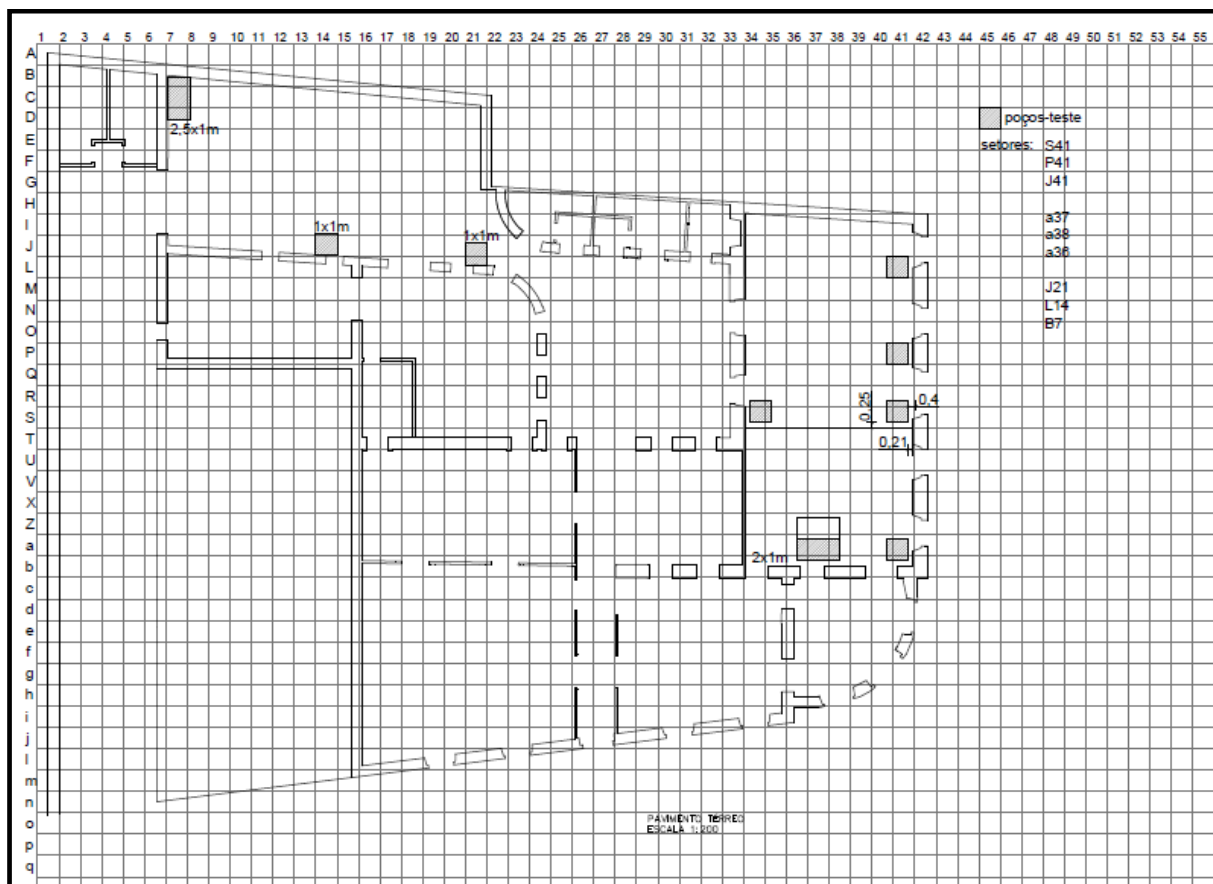 1 2 3 4 5 6 7 8 9 10 11 12 13 14 15 16 17 18 19 20 21 22 23 24 25 26 27 28 29 30 31 32 33 34 35 36 37 38 39 40 41 42 43 44 45 46 47 48 49 50 51 52 53 54 55
A
B
C
D
2,5x1m
E
F
G
H
I
1x1m
1x1m
J
L
M
N
O
P
Q
R
S
T
U
V
X
Z
a
b
c
d
e
f
g
h
i
j
l
m
n
o
p
q
poços-teste
setores: S41
P41
J41
a37
a38
a36
J21
L14
B7
0,25
0,4
0,21
2x1m
PAVIMENTO TÉRREO
ESCALA 1:200